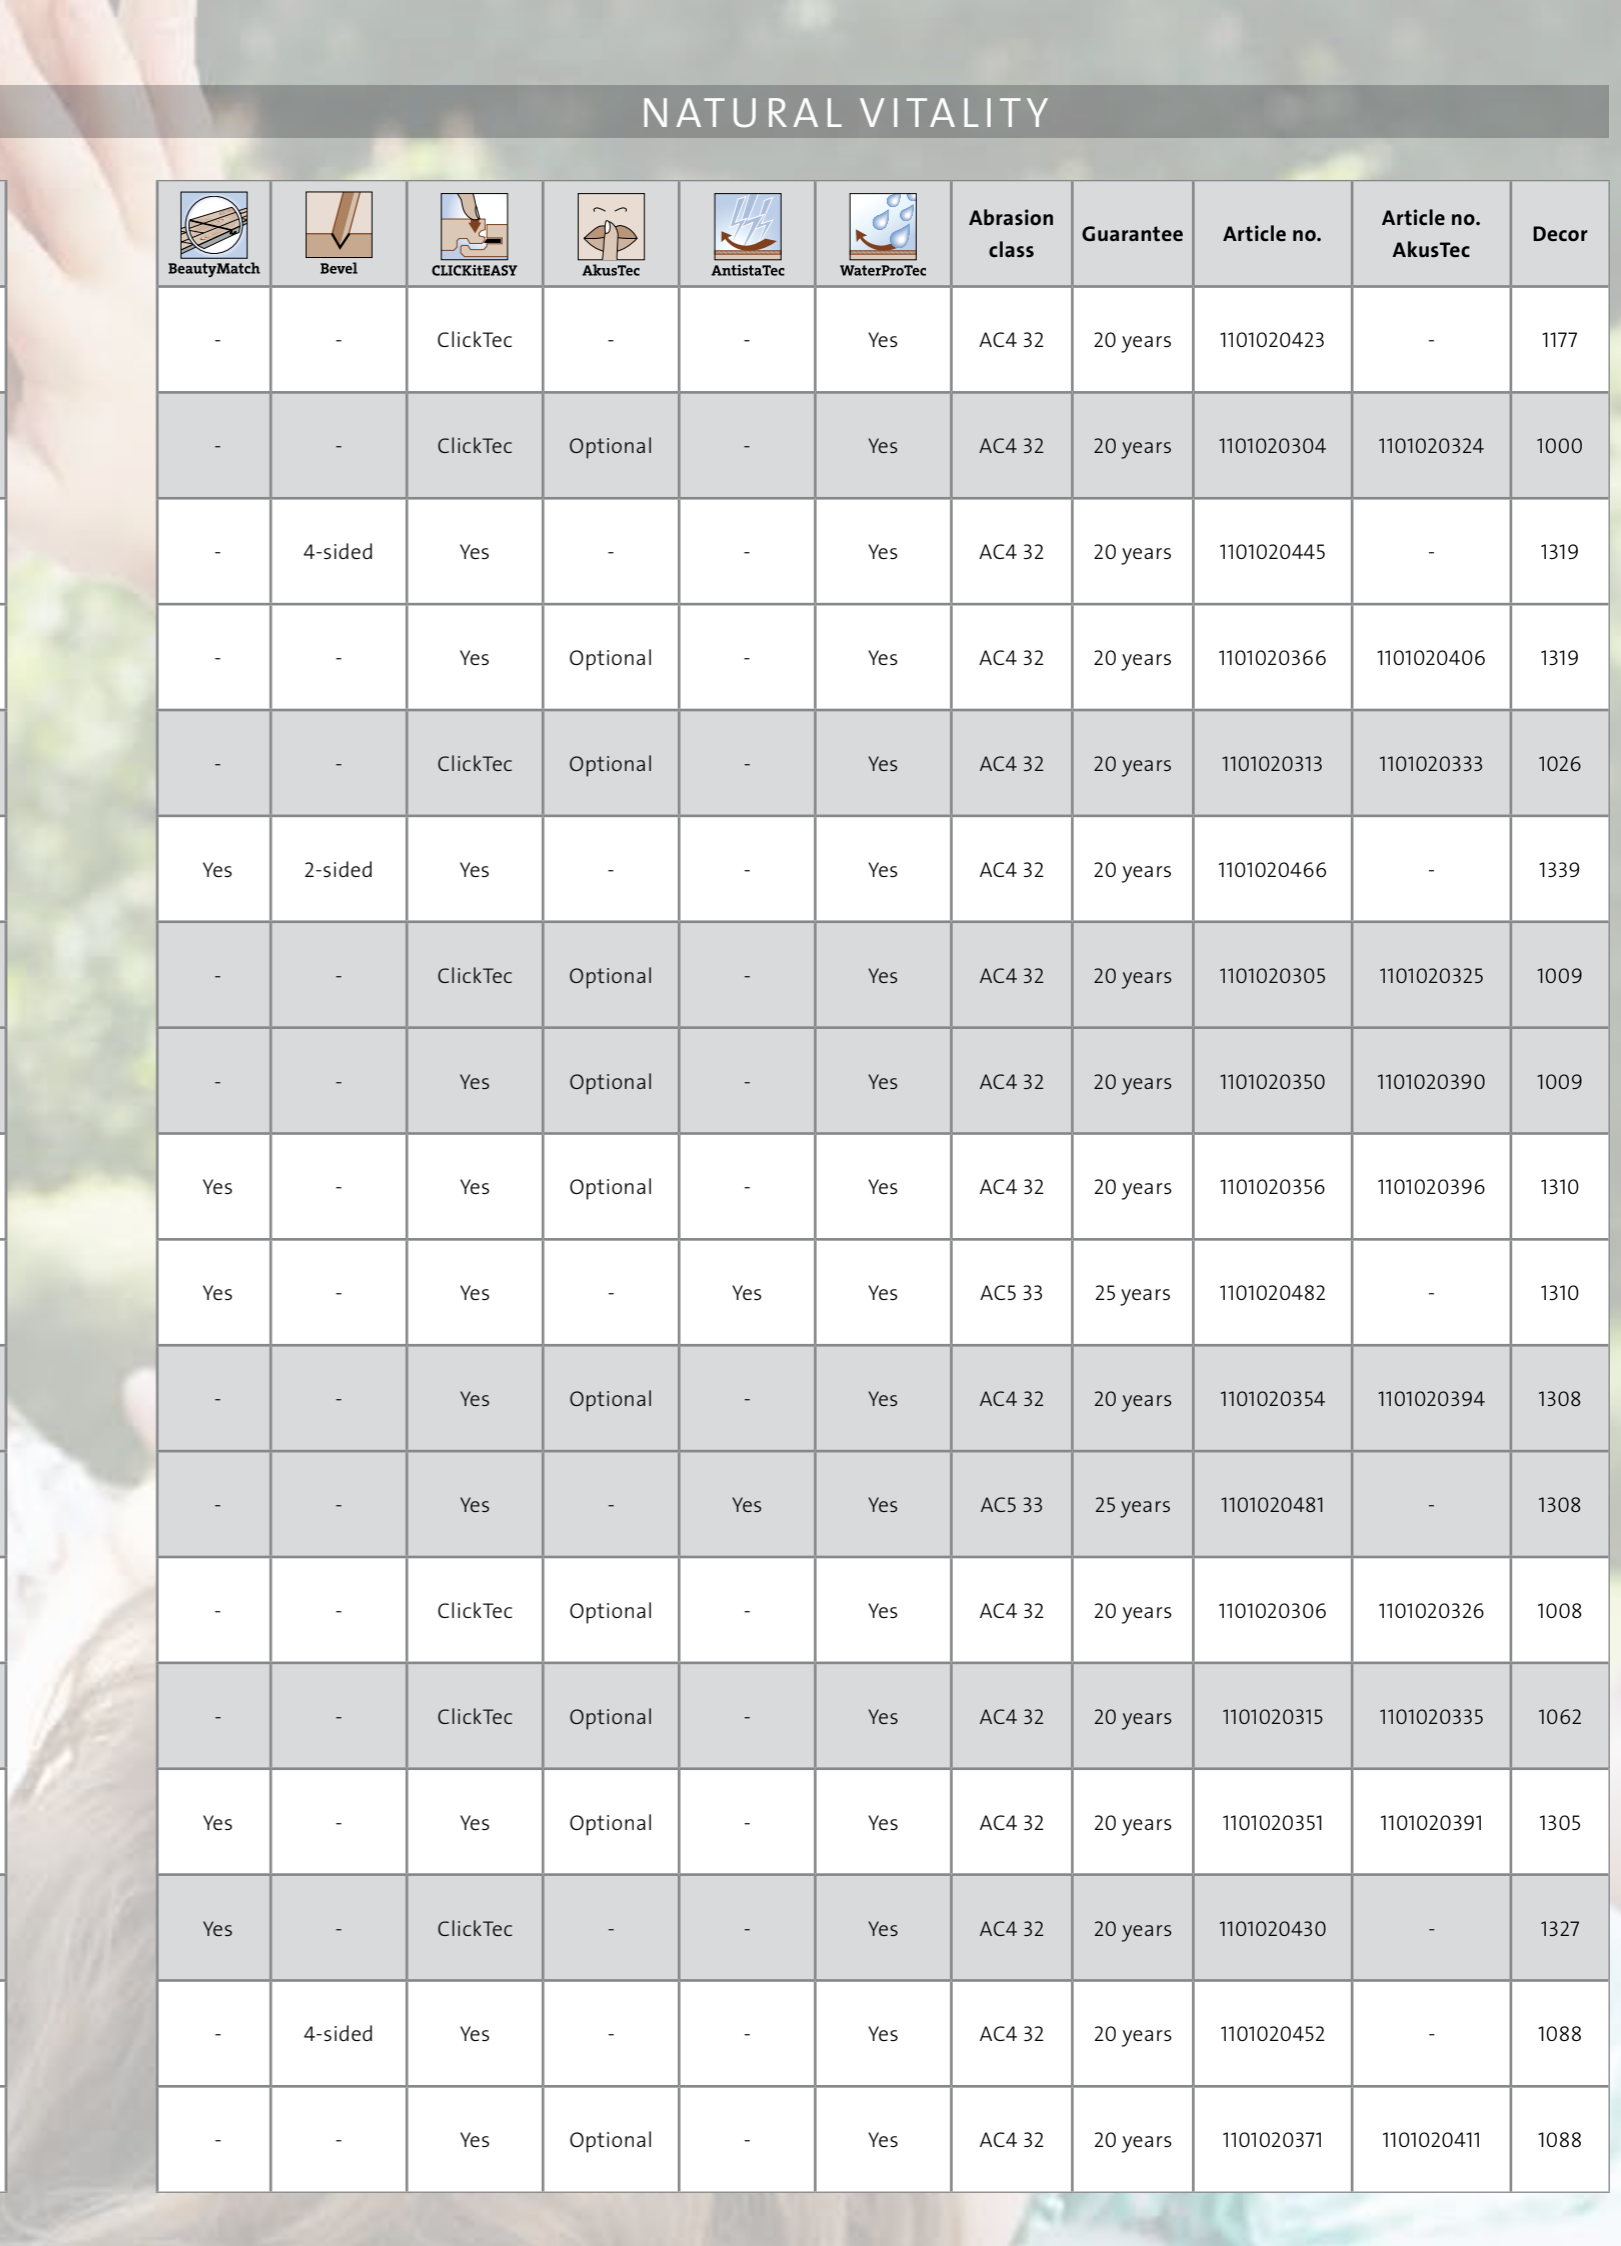 NATURAL VITALITY
BeautyMatch Bevel CLICKitEASY AkusTec AntistaTec WaterProTec Abrasion class Guarantee Article no. Article no. AkusTec Decor
- - ClickTec - - Yes AC4 32 20 years 1101020423 - 1177
- - ClickTec Optional - Yes AC4 32 20 years 1101020304 1101020324 1000
- 4-sided Yes - - Yes AC4 32 20 years 1101020445 - 1319
- - Yes Optional - Yes AC4 32 20 years 1101020366 1101020406 1319
- - ClickTec Optional - Yes AC4 32 20 years 1101020313 1101020333 1026
Yes 2-sided Yes - - Yes AC4 32 20 years 1101020466 - 1339
- - ClickTec Optional - Yes AC4 32 20 years 1101020305 1101020325 1009
- - Yes Optional - Yes AC4 32 20 years 1101020350 1101020390 1009
Yes - Yes Optional - Yes AC4 32 20 years 1101020356 1101020396 1310
Yes - Yes - Yes Yes AC5 33 25 years 1101020482 - 1310
- - Yes Optional - Yes AC4 32 20 years 1101020354 1101020394 1308
- - Yes - Yes Yes AC5 33 25 years 1101020481 - 1308
- - ClickTec Optional - Yes AC4 32 20 years 1101020306 1101020326 1008
- - ClickTec Optional - Yes AC4 32 20 years 1101020315 1101020335 1062
Yes - Yes Optional - Yes AC4 32 20 years 1101020351 1101020391 1305
Yes - ClickTec - - Yes AC4 32 20 years 1101020430 - 1327
- 4-sided Yes - - Yes AC4 32 20 years 1101020452 - 1088
- - Yes Optional - Yes AC4 32 20 years 1101020371 1101020411 1088